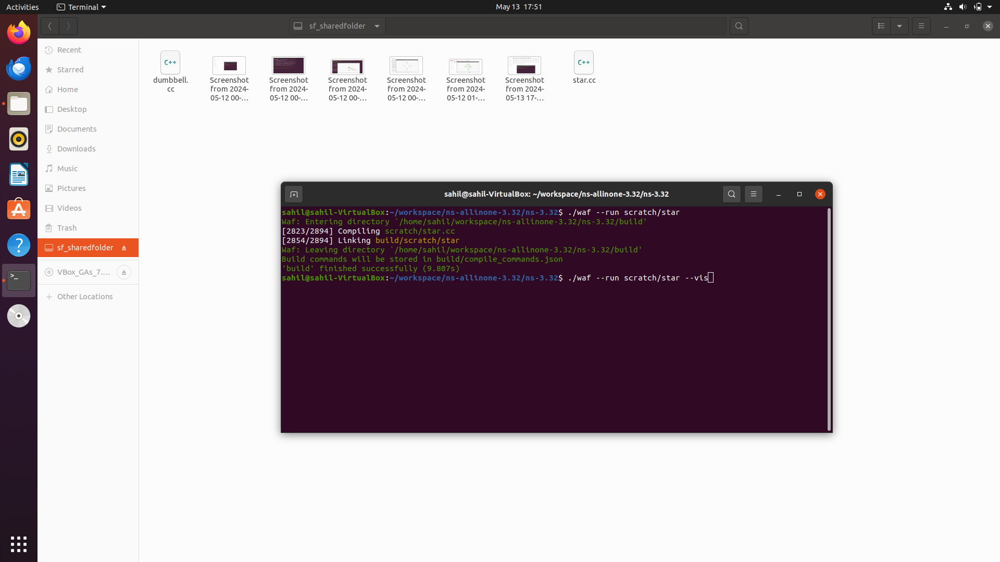 Activities
Terminal
May 13 17:51
sf_sharedfolder
Recent
Starred
Home
Desktop
Documents
Downloads
Music
Pictures
Videos
Trash
sf_sharedfolder
VBox_GAs_7....
Other Locations
C++
dumbbell.
cc
Screenshot
from 2024-
05-12 00-...
Screenshot
from 2024-
05-12 00-...
Screenshot
from 2024-
05-12 00-...
Screenshot
from 2024-
05-12 00-...
Screenshot
from 2024-
05-12 01-...
Screenshot
from 2024-
05-13 17-...
C++
star.cc
sahil@sahil-VirtualBox: ~/workspace/ns-allinone-3.32/ns-3.32
sahil@sahil-VirtualBox:~/workspace/ns-allinone-3.32/ns-3.32$ ./waf --run scratch/star
Waf: Entering directory `/home/sahil/workspace/ns-allinone-3.32/ns-3.32/build'
[2823/2894] Compiling scratch/star.cc
[2854/2894] Linking build/scratch/star
Waf: Leaving directory `/home/sahil/workspace/ns-allinone-3.32/ns-3.32/build'
Build commands will be stored in build/compile_commands.json
'build' finished successfully (9.807s)
sahil@sahil-VirtualBox:~/workspace/ns-allinone-3.32/ns-3.32$ ./waf --run scratch/star --vis